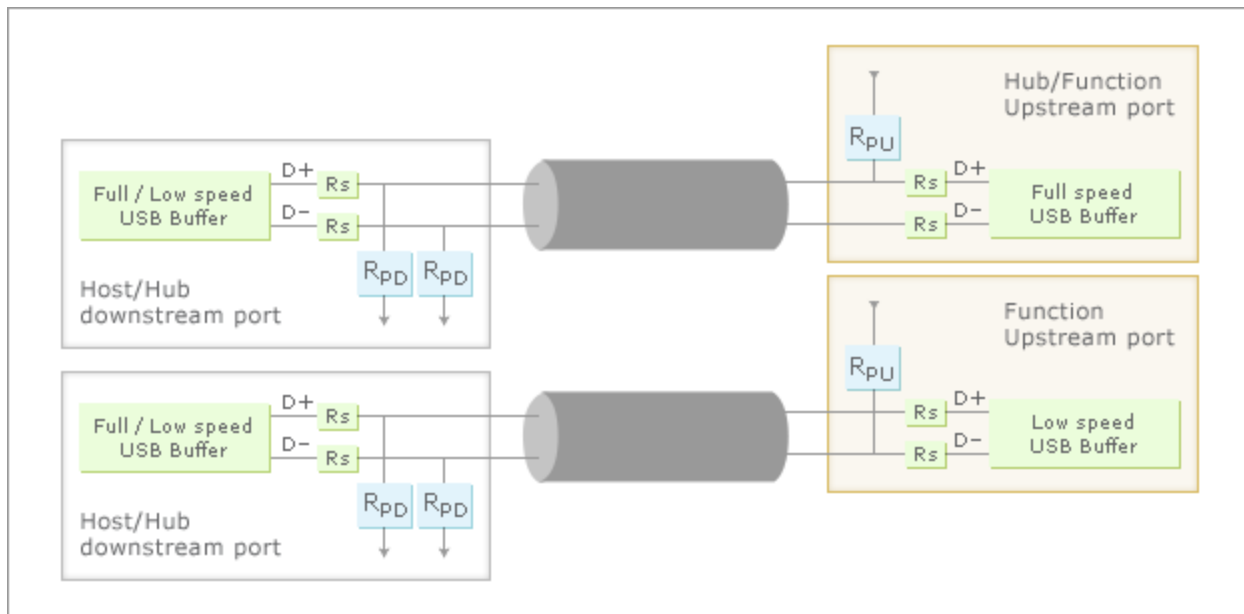 Hub/Function
Upstream port
RPU
D+
Full / Low speed
USB Buffer
Rs
D-
Rs
RPD
RPD
Host/Hub
downstream port
Rs
D+
Full speed
USB Buffer
Rs
D-
Function
Upstream port
RPU
D+
Full / Low speed
USB Buffer
Rs
D-
Rs
RPD
RPD
Host/Hub
downstream port
Rs
D+
Low speed
USB Buffer
Rs
D-